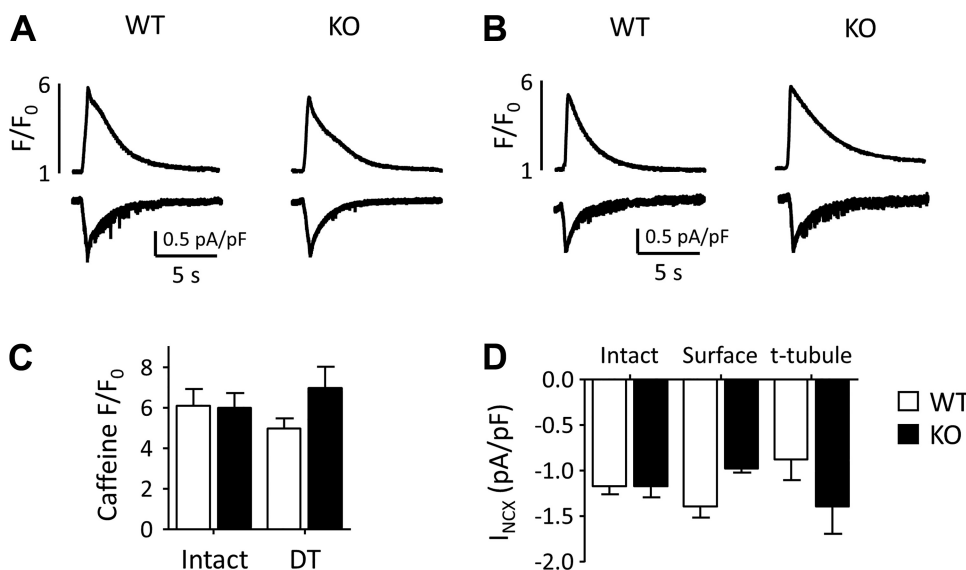 A
WT
KO
6
F/F0
1
0.5 pA/pF
5 s
B
WT
KO
6
F/F0
1
0.5 pA/pF
5 s
C
Caffeine F/F0
8
6
4
2
0
Intact
DT
D
Intact Surface t-tubule
INCX (pA/pF)
0.0
-0.5
-1.0
-1.5
-2.0
WT
KO